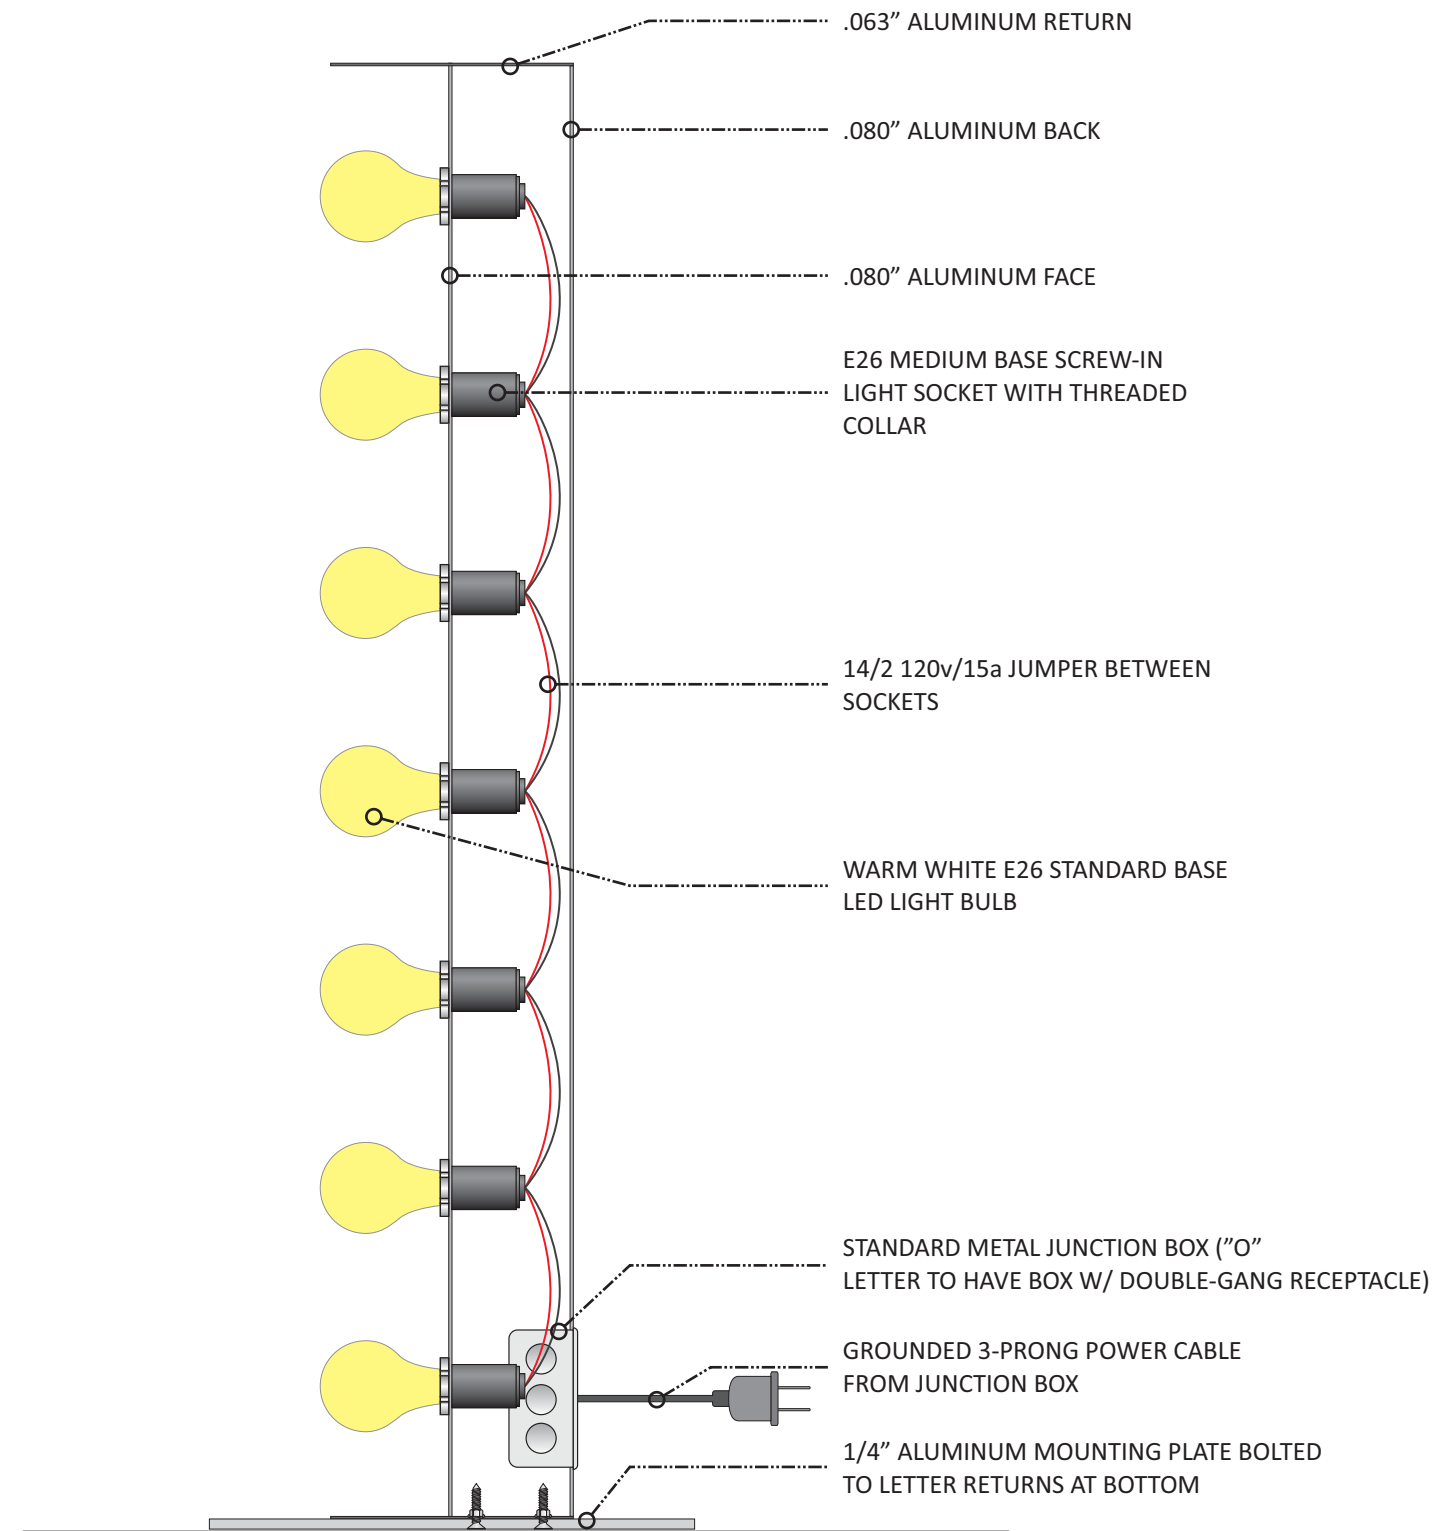 .063” ALUMINUM RETURN
.080” ALUMINUM BACK
.080” ALUMINUM FACE
E26 MEDIUM BASE SCREW-IN
LIGHT SOCKET WITH THREADED
COLLAR
14/2 120v/15a JUMPER BETWEEN
SOCKETS
WARM WHITE E26 STANDARD BASE
LED LIGHT BULB
STANDARD METAL JUNCTION BOX (”O”
LETTER TO HAVE BOX W/ DOUBLE-GANG RECEPTACLE)
GROUNDED 3-PRONG POWER CABLE
FROM JUNCTION BOX
1/4” ALUMINUM MOUNTING PLATE BOLTED
TO LETTER RETURNS AT BOTTOM